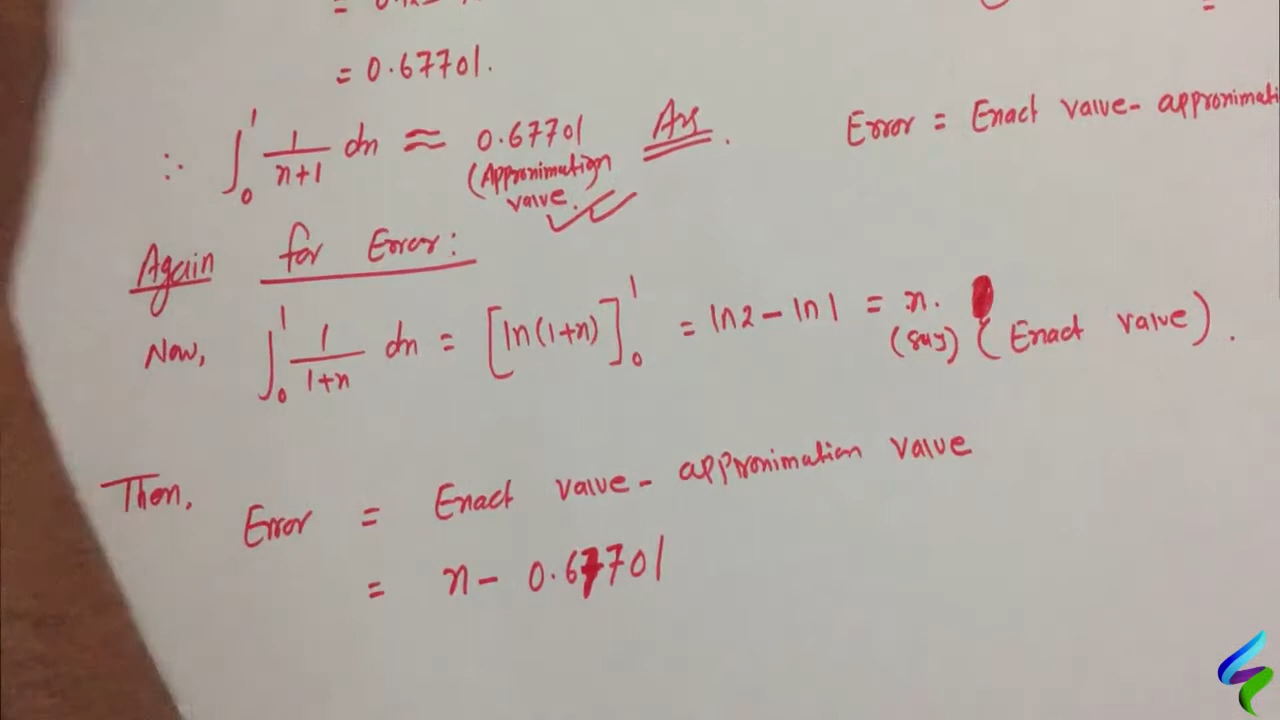 = 0.67701.
∴ ∫₀¹ 1/(x+1) dx ≈ 0.67701 Ans.
(Approximation
value.
Error = Exact value - approximati
Again for Error:
Now, ∫₀¹ 1/(1+x) dx = [ln(1+x)]₀¹ = ln2 - ln1 = x. (say) (Exact value).
Then, Error = Exact value - approximation value
= x - 0.67701